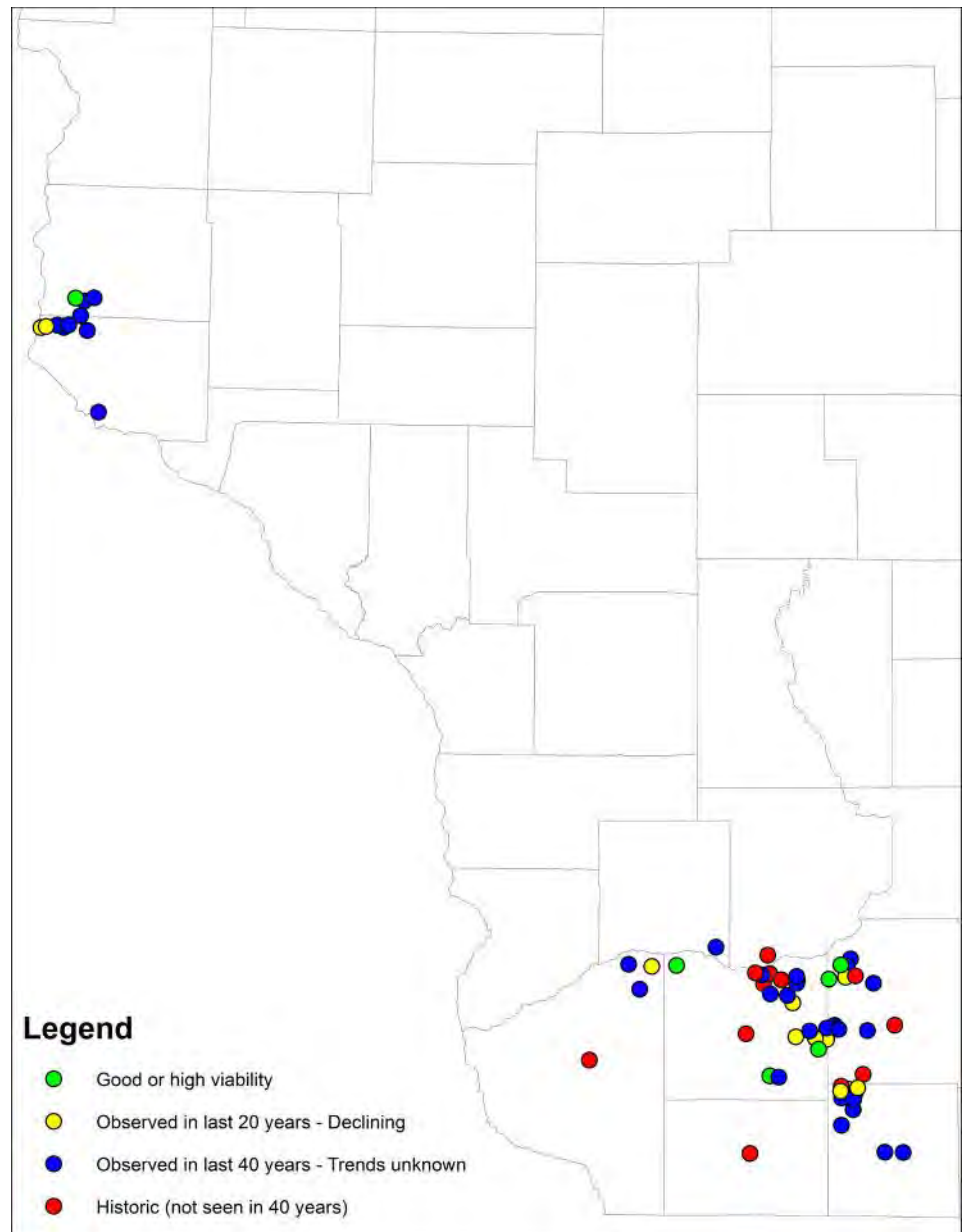 Legend
Good or high viability
Observed in last 20 years - Declining
Observed in last 40 years - Trends unknown
Historic (not seen in 40 years)